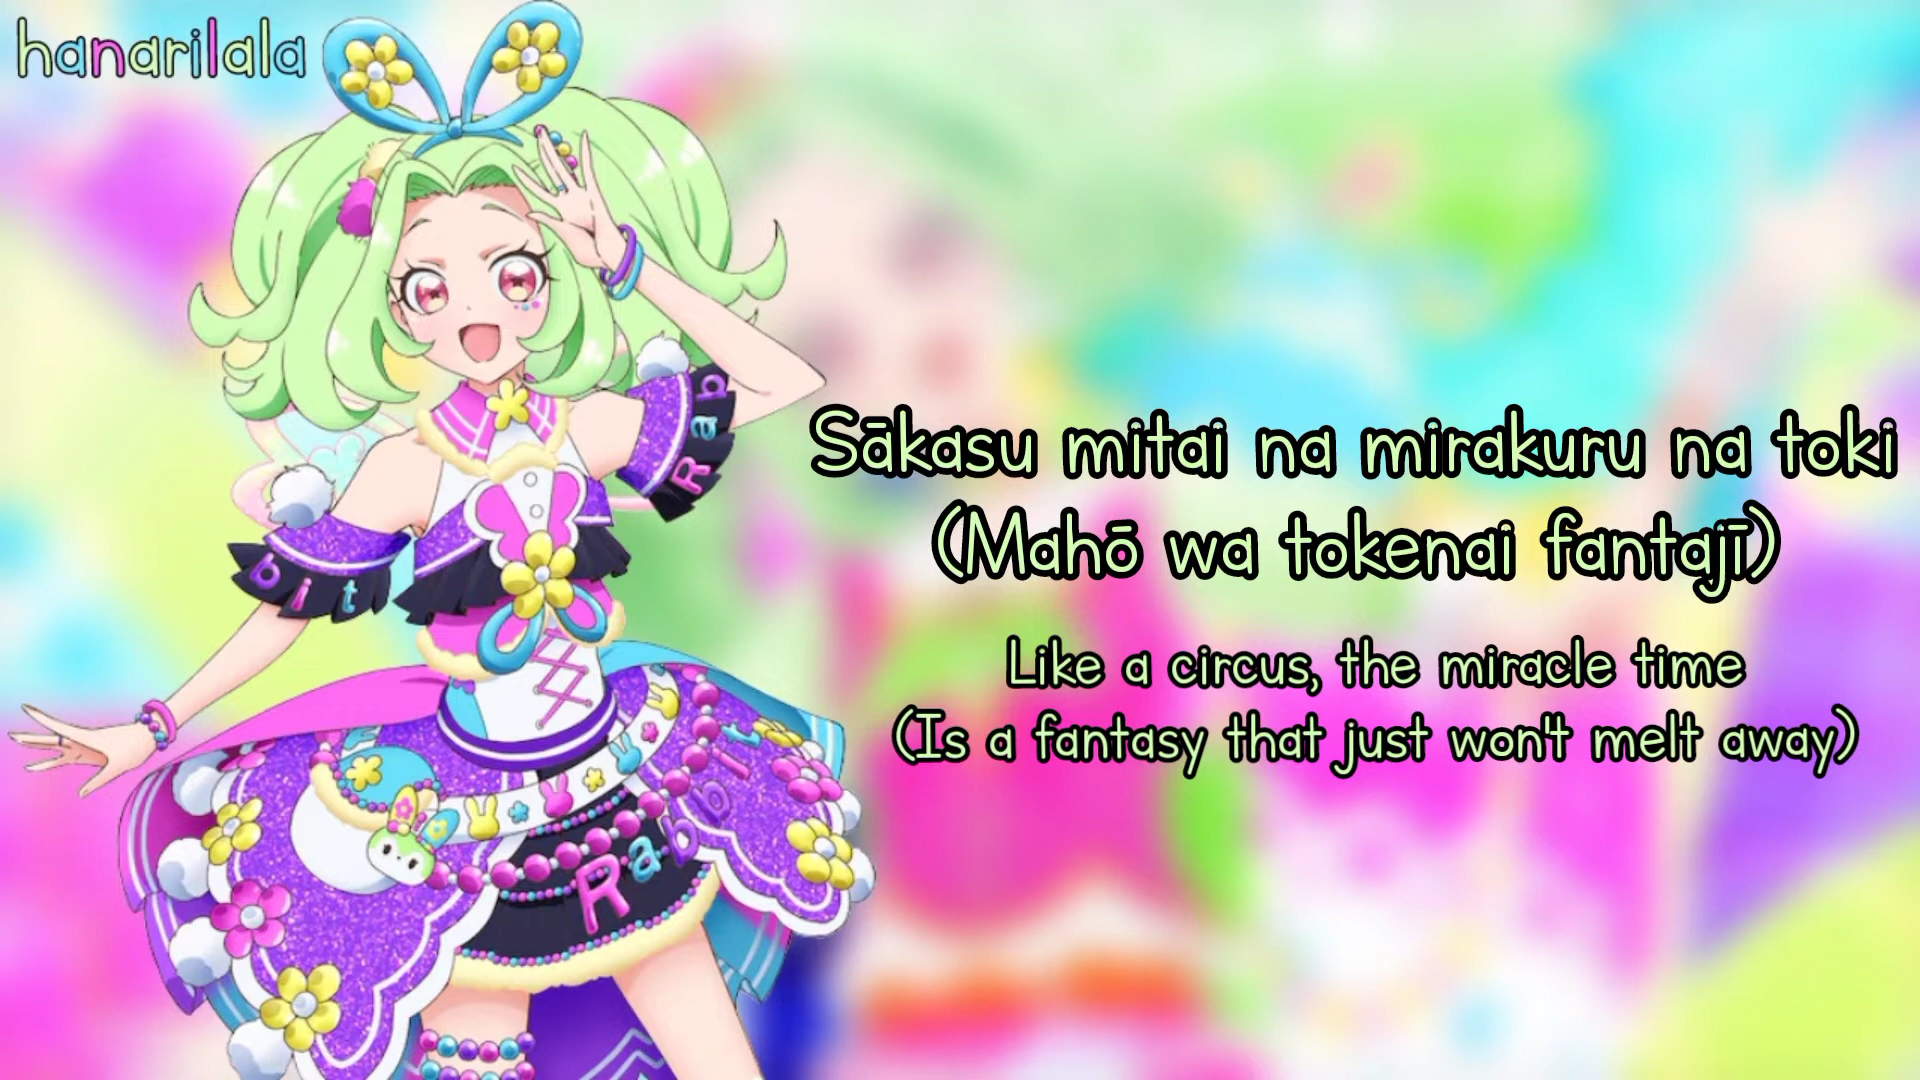 hanarilala
Sākasu mitai na mirakuru na toki
(Mahō wa tokenai fantajī)
Like a circus, the miracle time
(Is a fantasy that just won't melt away)
Rab
bit
Rabbit